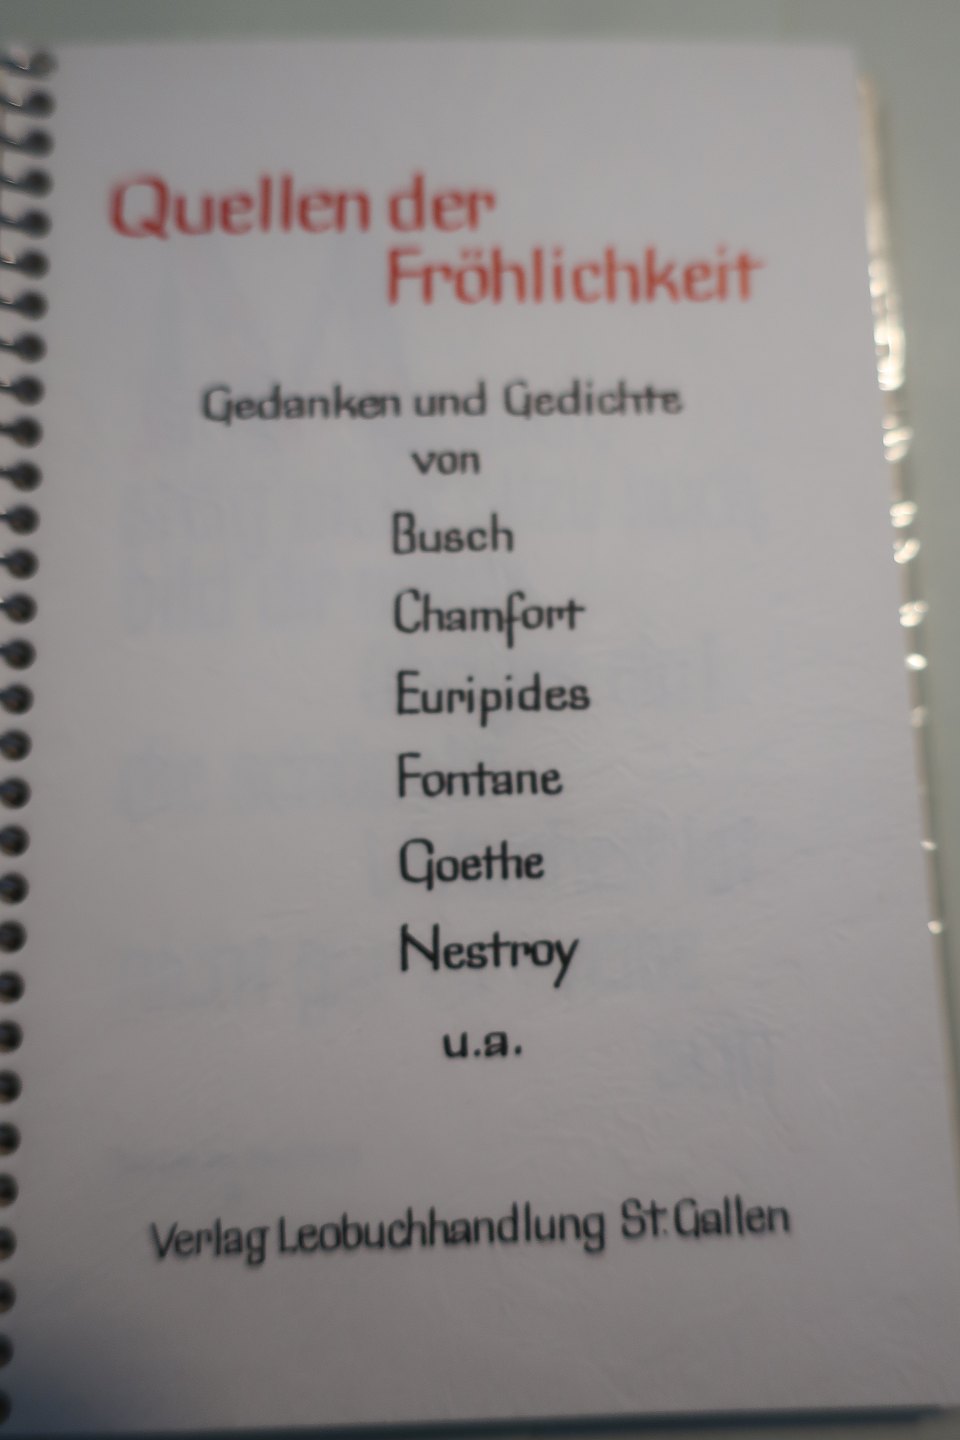 Quellen der
Fröhlichkeit
Gedanken und Gedichte
von
Busch
Chamfort
Euripides
Fontane
Goethe
Nestroy
u.a.
Verlag Leobuchhandlung St. Gallen